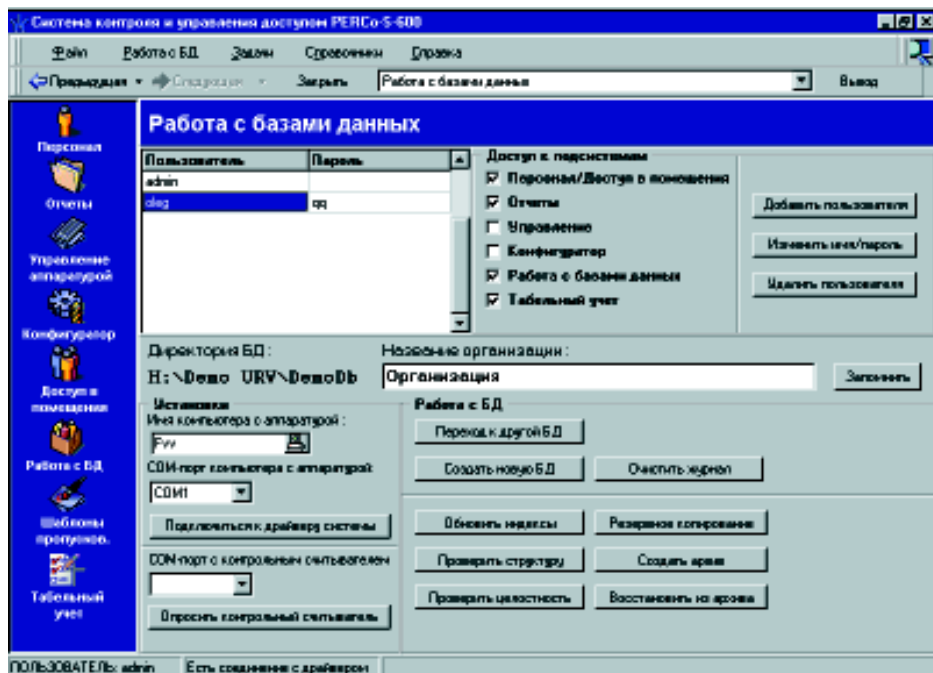 Система контроля и управления доступом PERCo-S-600
Файл Работа с БД Задачи Справочники Справка
Предыдущая Следующая Закрыть Работа с базами данных Выход
Персонал
Отчеты
Управление
аппаратурой
Конфигуратор
Доступ в
помещения
Работа с БД
Шаблоны
пропусков.
Табельный
учет
Работа с базами данных
Пользователь Пароль
admin
oleg qq
Доступ к подсистемам
Персонал/Доступ в помещения
Отчеты
Управление
Конфигуратор
Работа с базами данных
Табельный учет
Добавить пользователя
Изменить имя/пароль
Удалить пользователя
Директория БД :
H:\Demo URV\DemoDb
Название организации :
Организация
Запомнить
Установки
Имя компьютера с аппаратурой :
COM-порт компьютера с аппаратурой:
COM1
Подключиться к драйверу системы
COM-порт с контрольным считывателем
Опросить контрольный считыватель
Работа с БД
Переход к другой БД
Создать новую БД Очистить журнал
Обновить индексы Резервное копирование
Проверить структуру Создать архив
Проверить целостность Восстановить из архива
ПОЛЬЗОВАТЕЛЬ: admin Есть соединение с драйвером